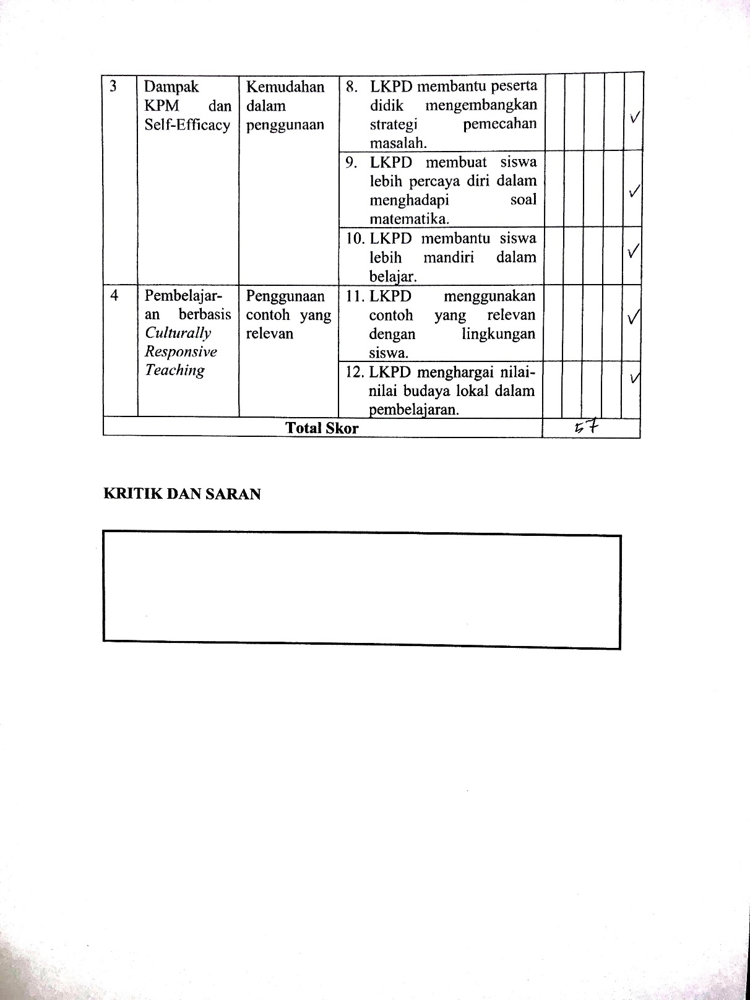 3 Dampak KPM dan Self-Efficacy
Kemudahan dalam penggunaan
8. LKPD membantu peserta
didik mengembangkan
strategi pemecahan
masalah. ✓
9. LKPD membuat siswa
lebih percaya diri dalam
menghadapi soal
matematika. ✓
10. LKPD membantu siswa
lebih mandiri dalam
belajar. ✓
4 Pembelajar-
an berbasis
Culturally
Responsive
Teaching
Penggunaan
contoh yang
relevan
11. LKPD menggunakan
contoh yang relevan
dengan lingkungan
siswa. ✓
12. LKPD menghargai nilai-
nilai budaya lokal dalam
pembelajaran. ✓
Total Skor 57
KRITIK DAN SARAN